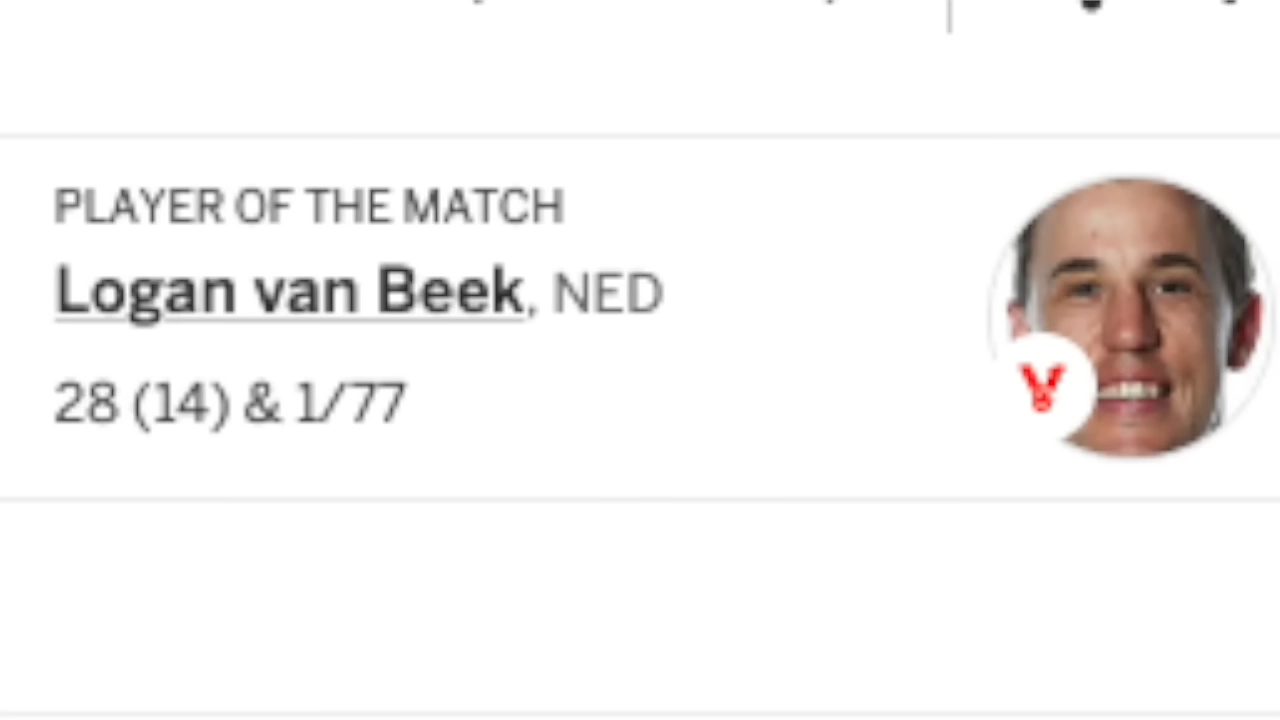 PLAYER OF THE MATCH
Logan van Beek, NED
28 (14) & 1/77